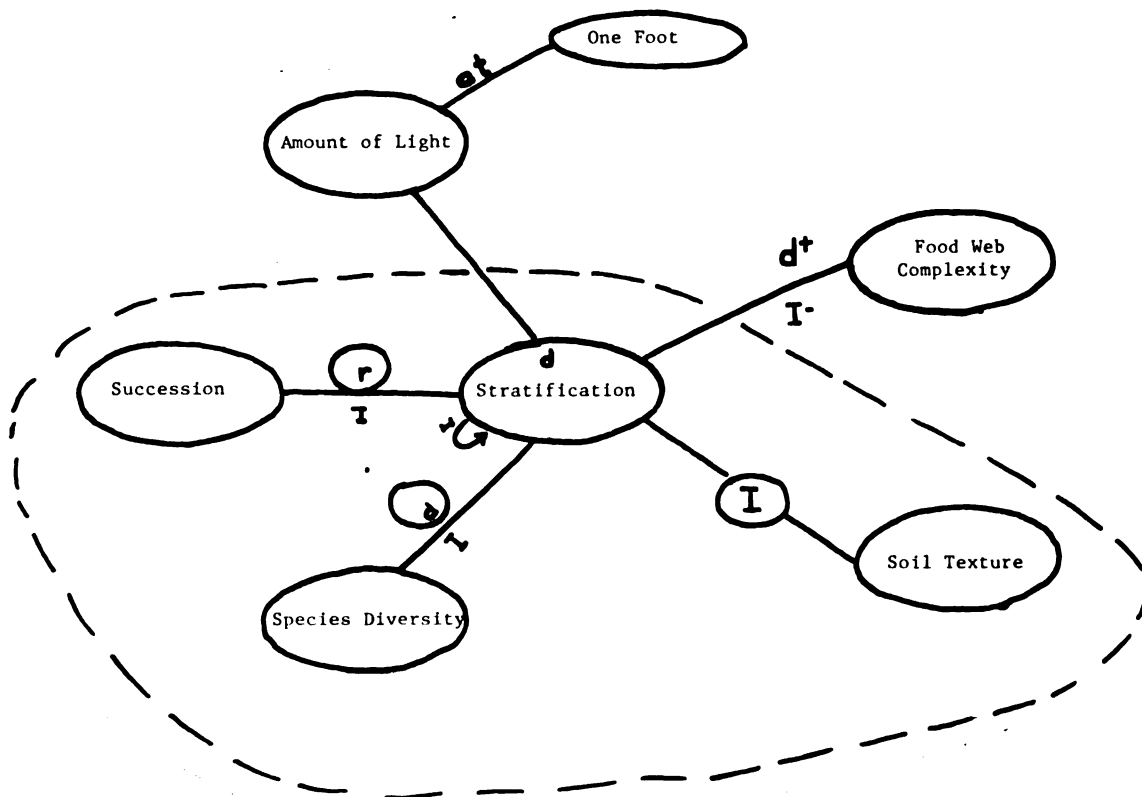 One Foot
at
Amount of Light
d+
Food Web
Complexity
I-
d
r
Succession
Stratification
I
I
d
I
I
Soil Texture
Species Diversity